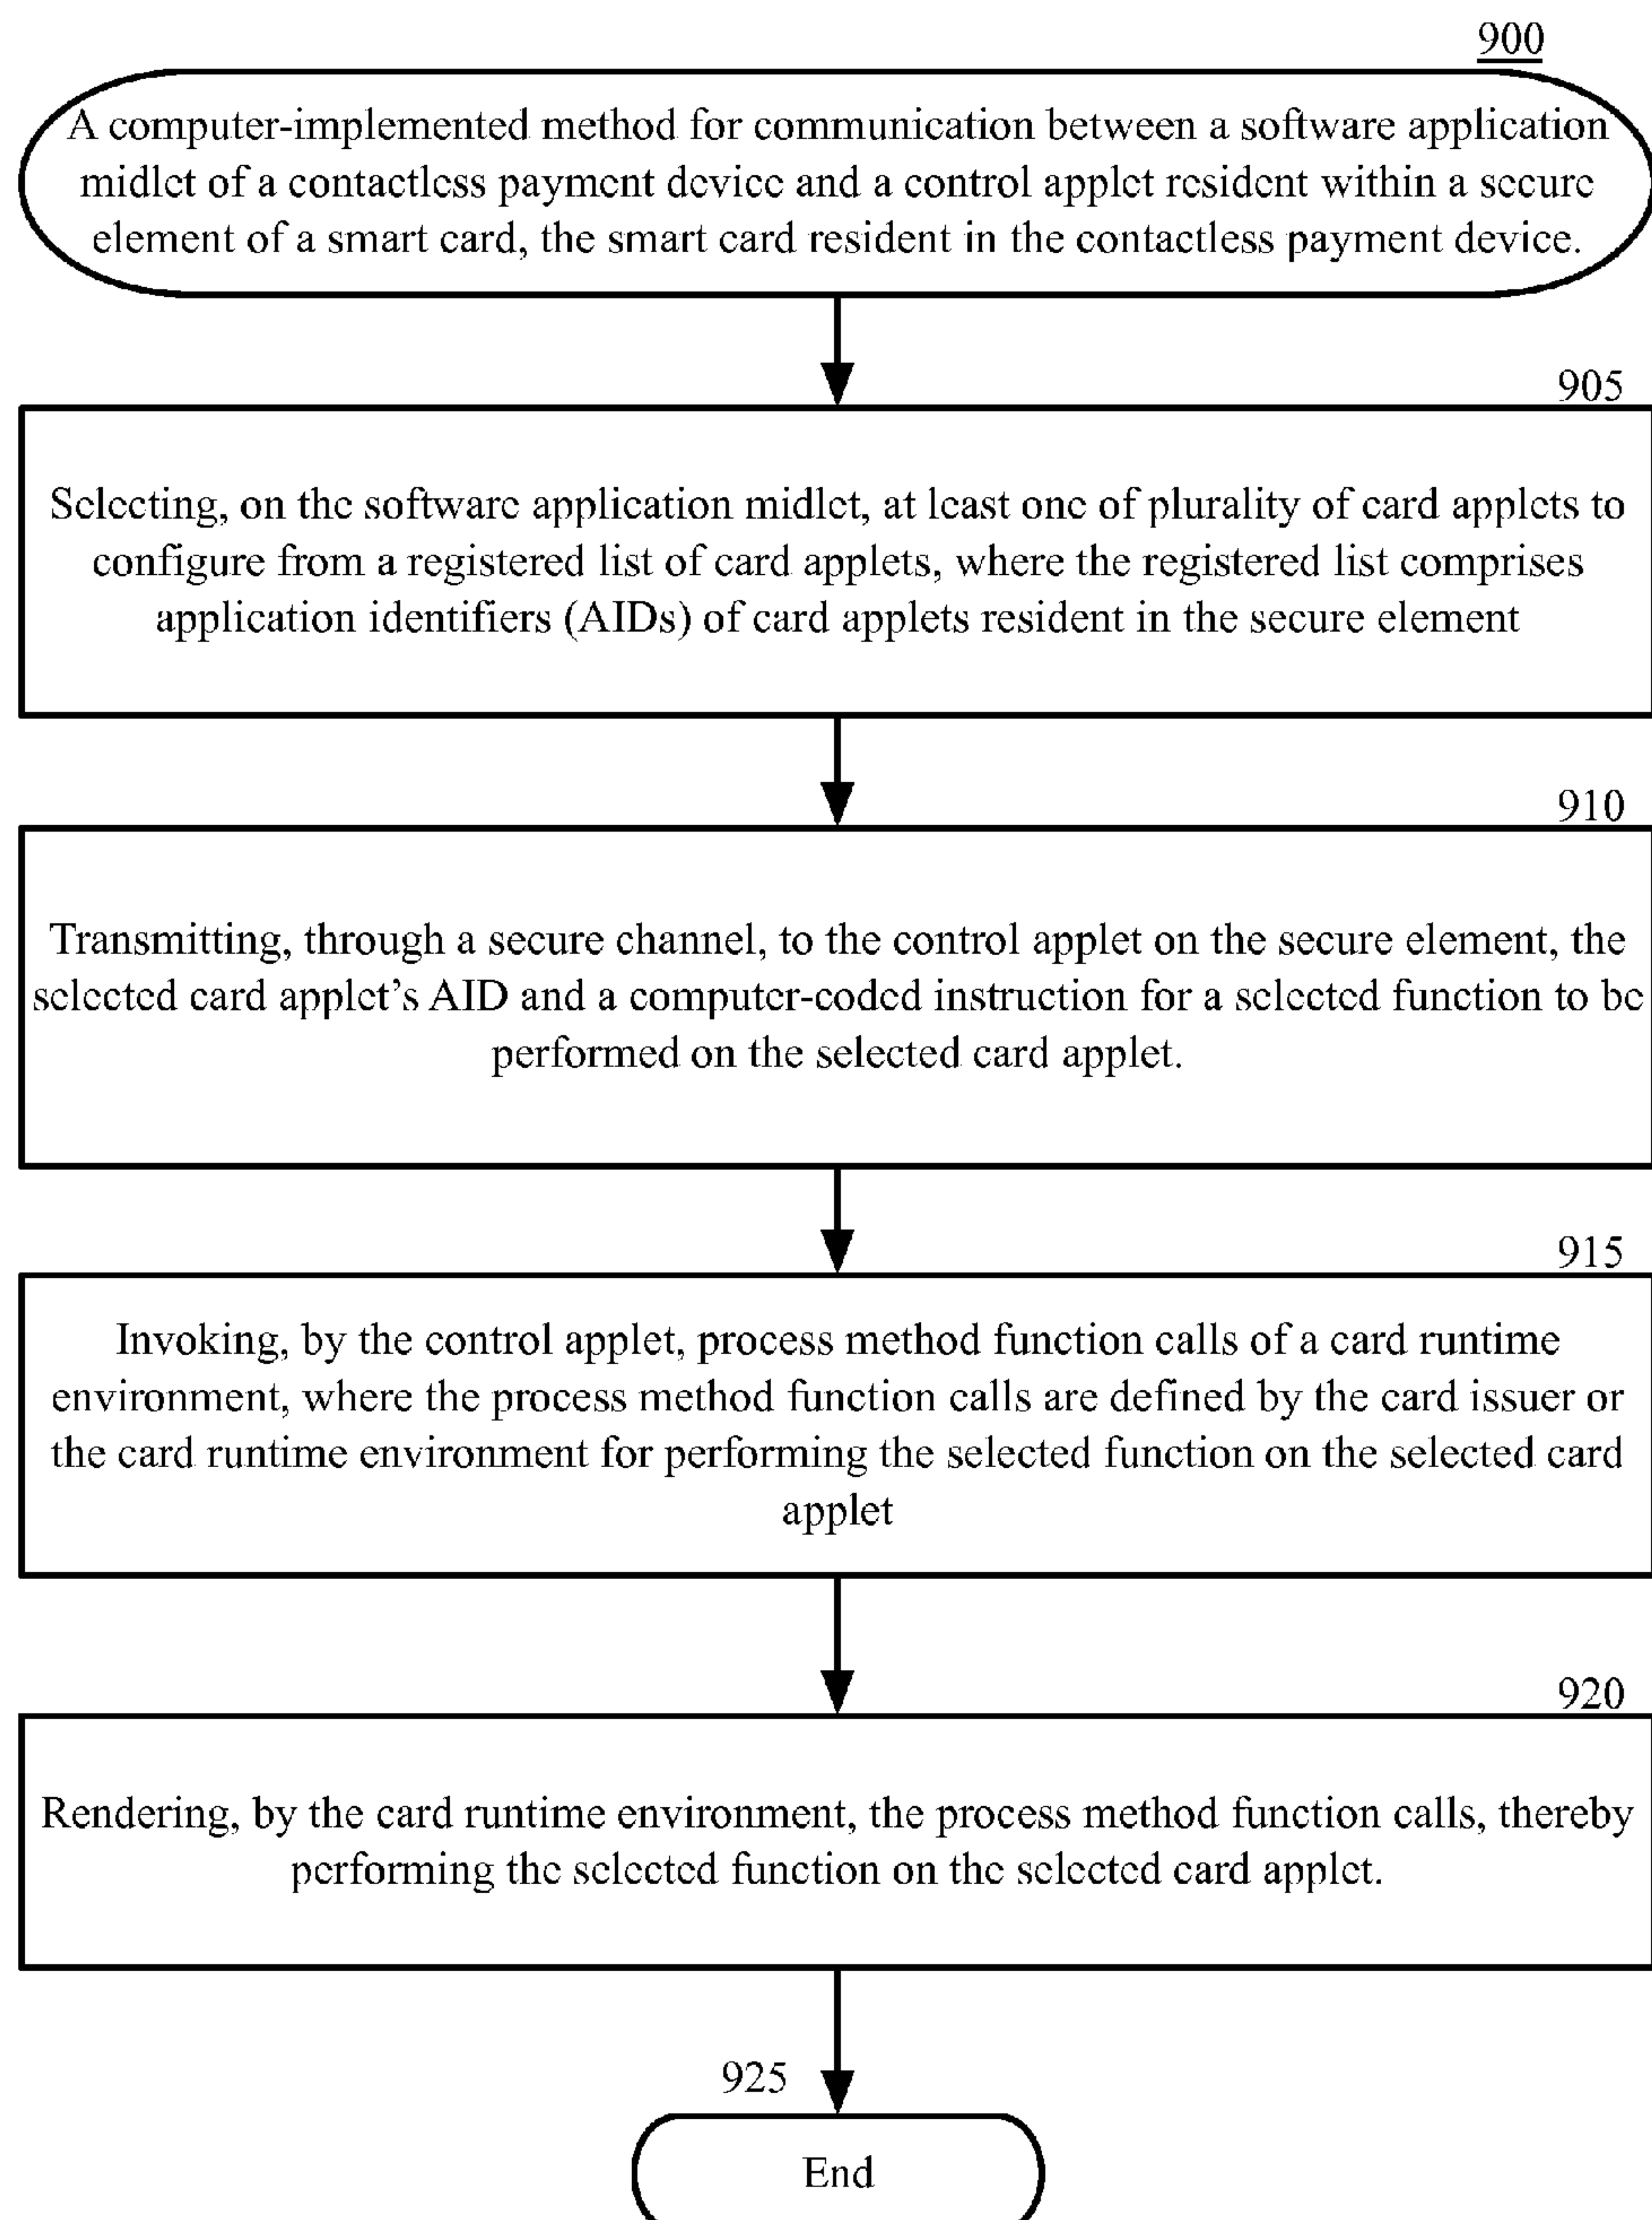 900
A computer-implemented method for communication between a software application
midlet of a contactless payment device and a control applet resident within a secure
element of a smart card, the smart card resident in the contactless payment device.
905
Selecting, on the software application midlet, at least one of plurality of card applets to
configure from a registered list of card applets, where the registered list comprises
application identifiers (AIDs) of card applets resident in the secure element
910
Transmitting, through a secure channel, to the control applet on the secure element, the
selected card applet's AID and a computer-coded instruction for a selected function to be
performed on the selected card applet.
915
Invoking, by the control applet, process method function calls of a card runtime
environment, where the process method function calls are defined by the card issuer or
the card runtime environment for performing the selected function on the selected card
applet
920
Rendering, by the card runtime environment, the process method function calls, thereby
performing the selected function on the selected card applet.
925
End